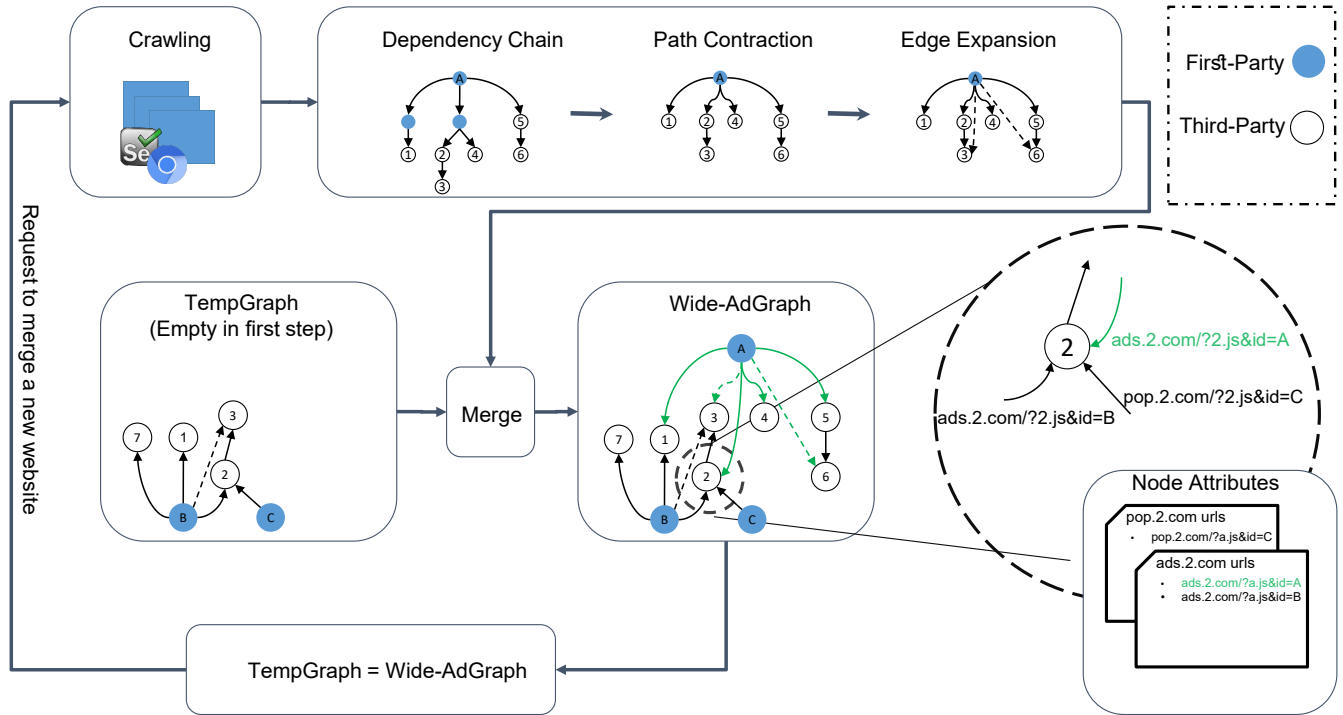 Crawling
Se
Dependency Chain
A
5
1
2
4
6
3
Path Contraction
A
1
2
4
5
3
6
Edge Expansion
A
1
2
4
5
3
6
First-Party
Third-Party
Request to merge a new website
TempGraph
(Empty in first step)
3
7
1
2
B
C
Merge
Wide-AdGraph
A
3
4
5
7
1
2
6
B
C
2
ads.2.com/?2.js&id=A
pop.2.com/?2.js&id=C
ads.2.com/?2.js&id=B
Node Attributes
pop.2.com urls
• pop.2.com/?a.js&id=C
ads.2.com urls
• ads.2.com/?a.js&id=A
• ads.2.com/?a.js&id=B
TempGraph = Wide-AdGraph